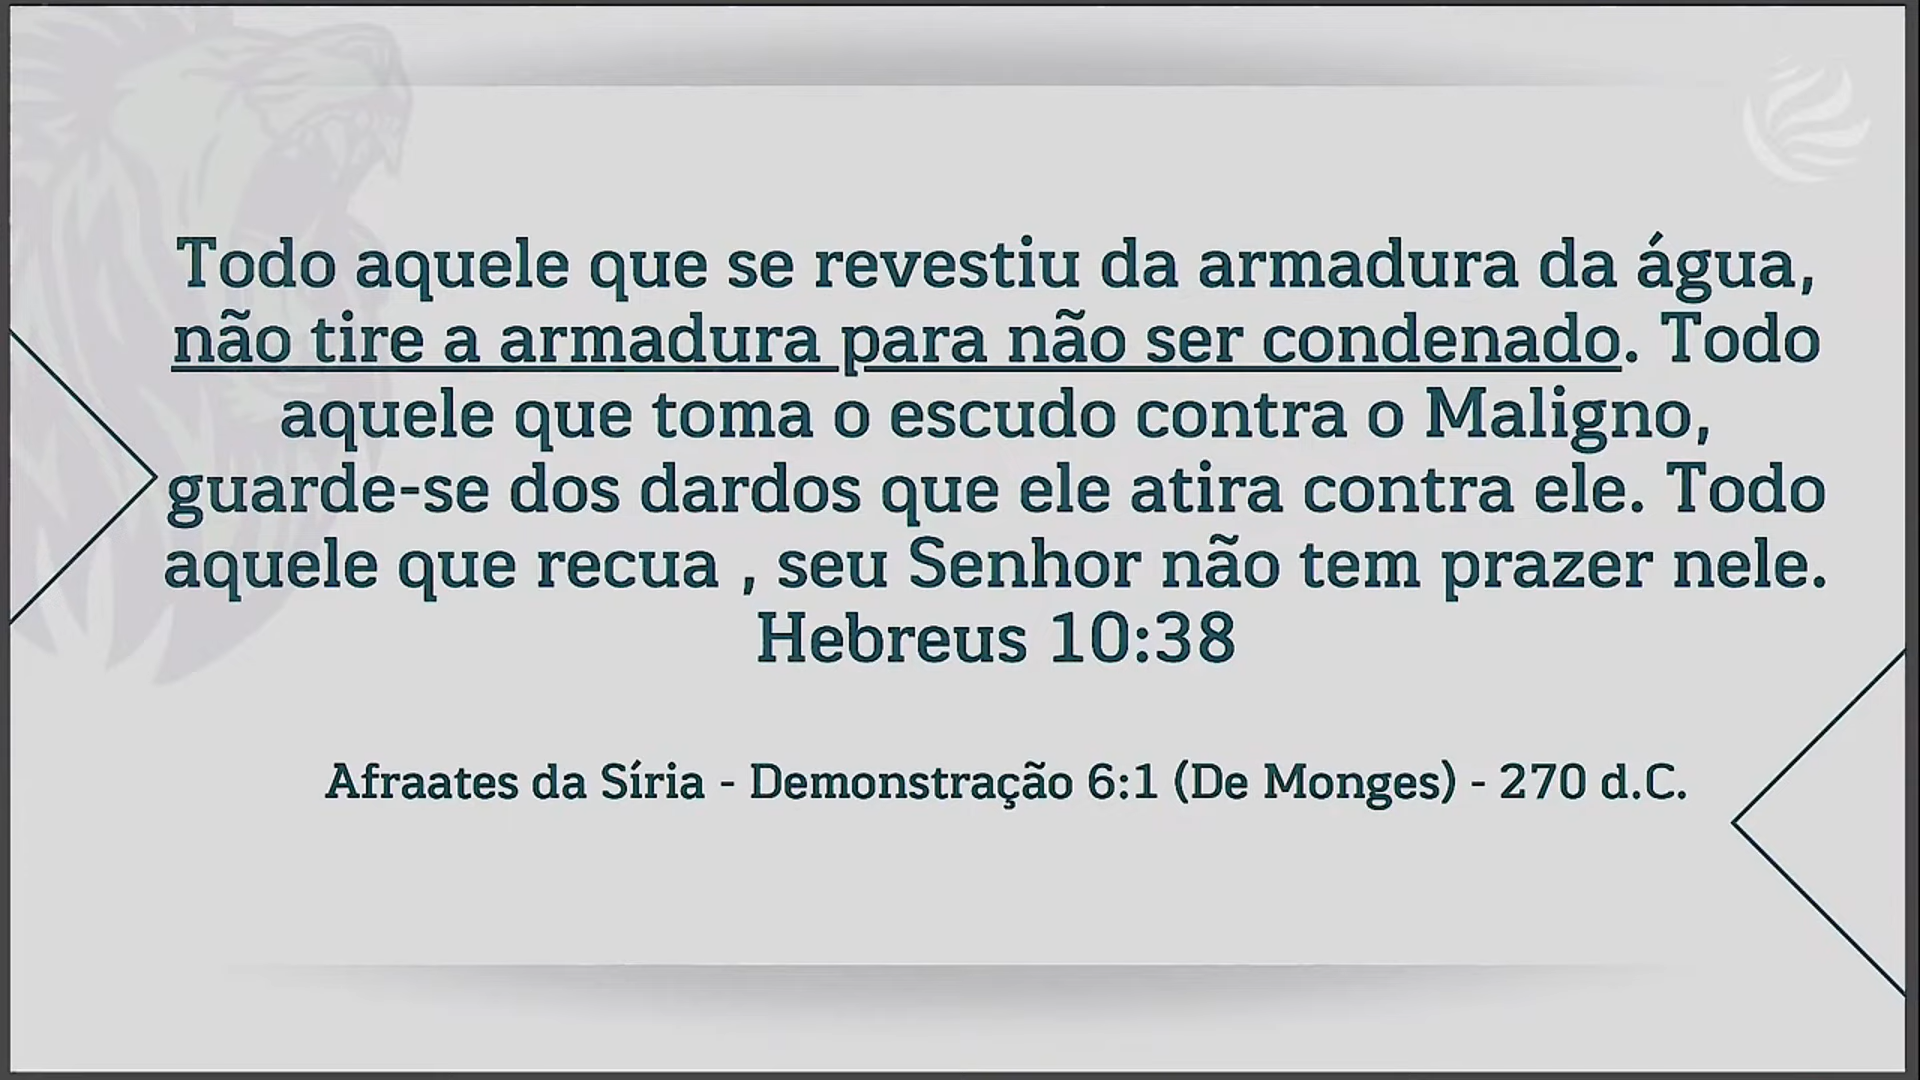 Todo aquele que se revestiu da armadura da água,
não tire a armadura para não ser condenado. Todo
aquele que toma o escudo contra o Maligno,
guarde-se dos dardos que ele atira contra ele. Todo
aquele que recua , seu Senhor não tem prazer nele.
Hebreus 10:38
Afraates da Síria - Demonstração 6:1 (De Monges) - 270 d.C.